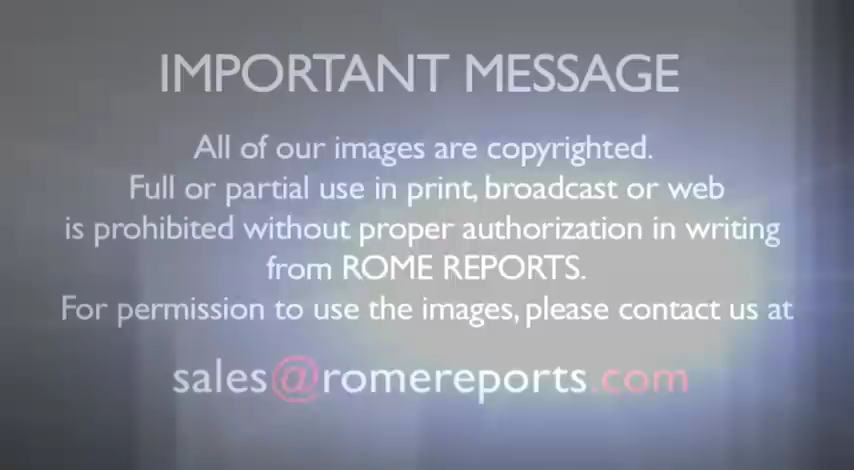 IMPORTANT MESSAGE
All of our images are copyrighted.
Full or partial use in print, broadcast or web
is prohibited without proper authorization in writing
from ROME REPORTS.
For permission to use the images, please contact us at
sales@romereports.com